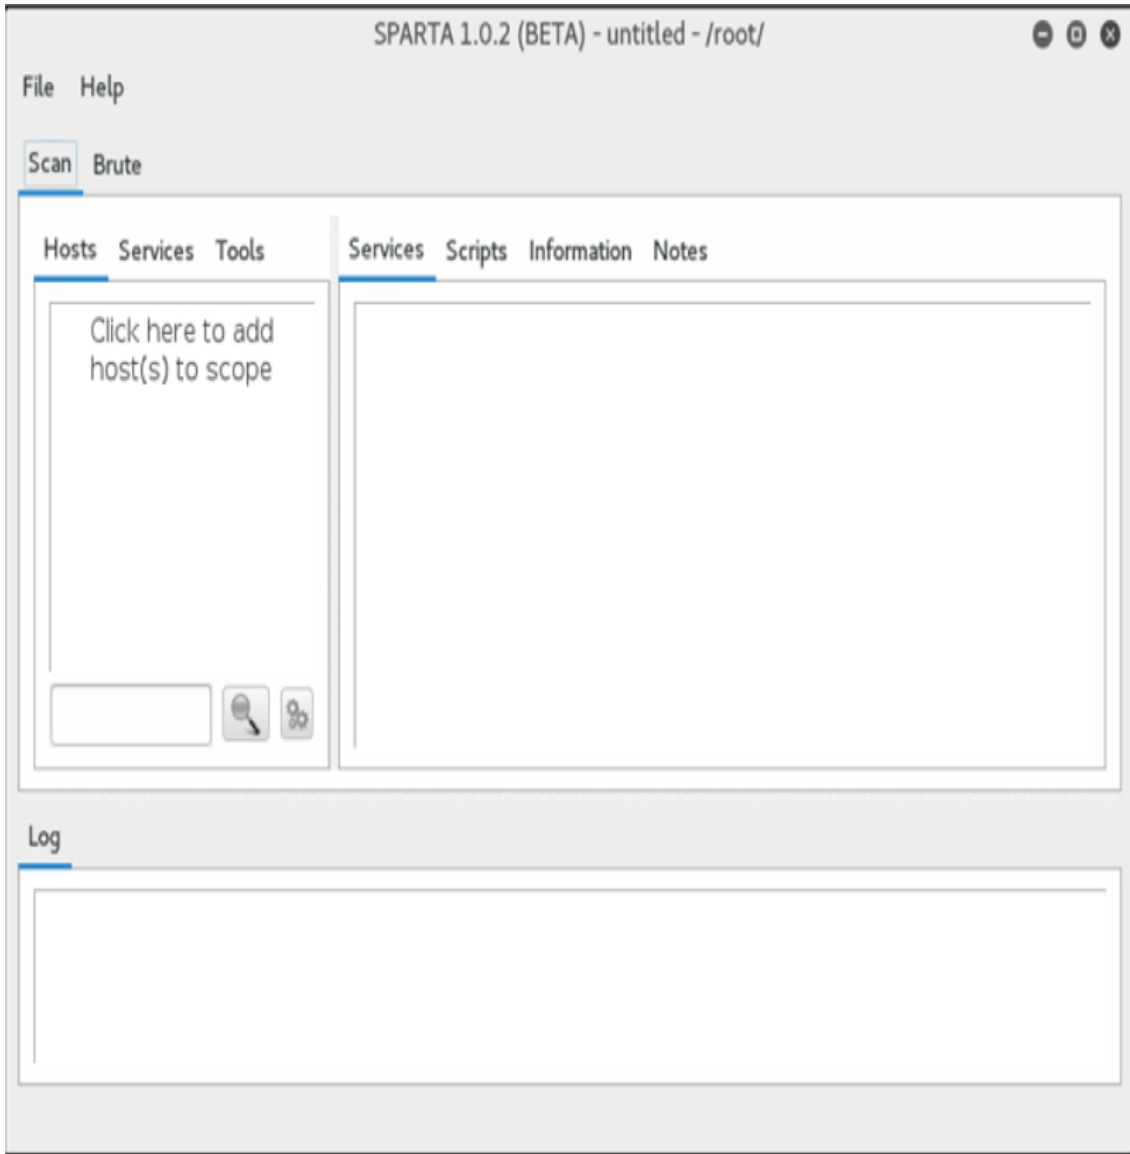 SPARTA 1.0.2 (BETA) - untitled - /root/
File Help
Scan Brute
Hosts Services Tools Services Scripts Information Notes
Click here to add
host(s) to scope
Log